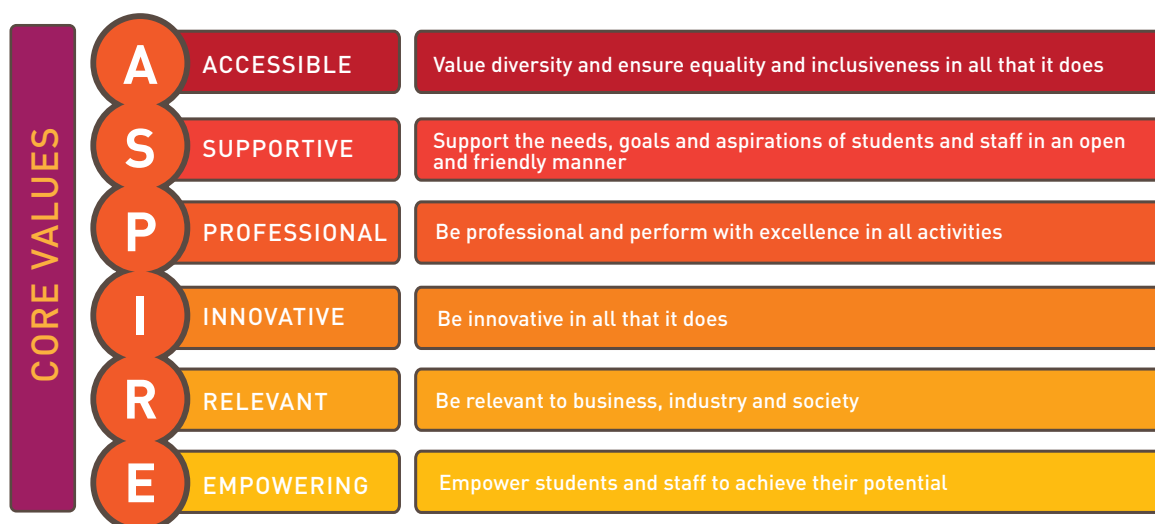 CORE VALUES
A ACCESSIBLE Value diversity and ensure equality and inclusiveness in all that it does
S SUPPORTIVE Support the needs, goals and aspirations of students and staff in an open
and friendly manner
P PROFESSIONAL Be professional and perform with excellence in all activities
I INNOVATIVE Be innovative in all that it does
R RELEVANT Be relevant to business, industry and society
E EMPOWERING Empower students and staff to achieve their potential